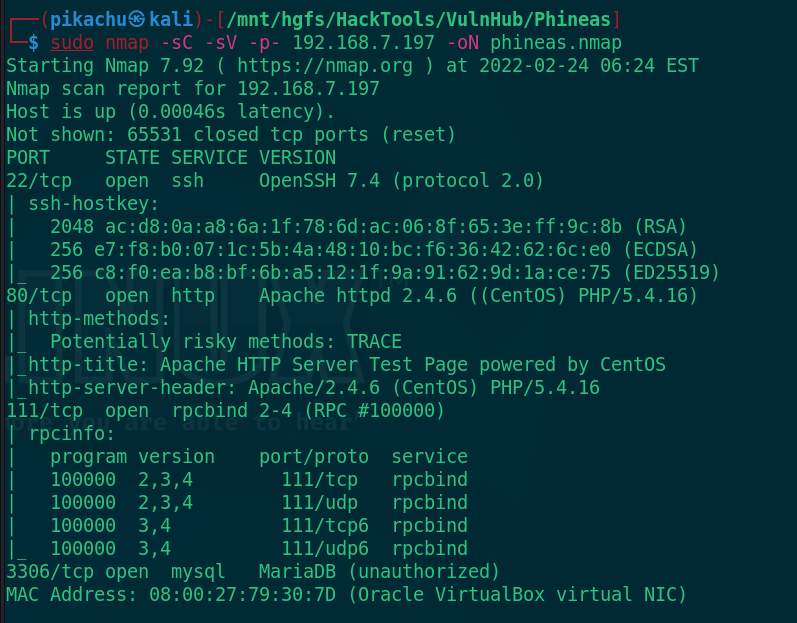 ┌──(pikachu㉿kali)-[/mnt/hgfs/HackTools/VulnHub/Phineas]
└─$ sudo nmap -sC -sV -p- 192.168.7.197 -oN phineas.nmap
Starting Nmap 7.92 ( https://nmap.org ) at 2022-02-24 06:24 EST
Nmap scan report for 192.168.7.197
Host is up (0.00046s latency).
Not shown: 65531 closed tcp ports (reset)
PORT     STATE SERVICE VERSION
22/tcp   open  ssh     OpenSSH 7.4 (protocol 2.0)
| ssh-hostkey:
|   2048 ac:d8:0a:a8:6a:1f:78:6d:ac:06:8f:65:3e:ff:9c:8b (RSA)
|   256 e7:f8:b0:07:1c:5b:4a:48:10:bc:f6:36:42:62:6c:e0 (ECDSA)
|_  256 c8:f0:ea:b8:bf:6b:a5:12:1f:9a:91:62:9d:1a:ce:75 (ED25519)
80/tcp   open  http    Apache httpd 2.4.6 ((CentOS) PHP/5.4.16)
| http-methods:
|_  Potentially risky methods: TRACE
|_http-title: Apache HTTP Server Test Page powered by CentOS
|_http-server-header: Apache/2.4.6 (CentOS) PHP/5.4.16
111/tcp  open  rpcbind 2-4 (RPC #100000)
able to hear
| rpcinfo:
|   program version    port/proto  service
|   100000  2,3,4        111/tcp   rpcbind
|   100000  2,3,4        111/udp   rpcbind
|   100000  3,4          111/tcp6  rpcbind
|_  100000  3,4          111/udp6  rpcbind
3306/tcp open  mysql   MariaDB (unauthorized)
MAC Address: 08:00:27:79:30:7D (Oracle VirtualBox virtual NIC)